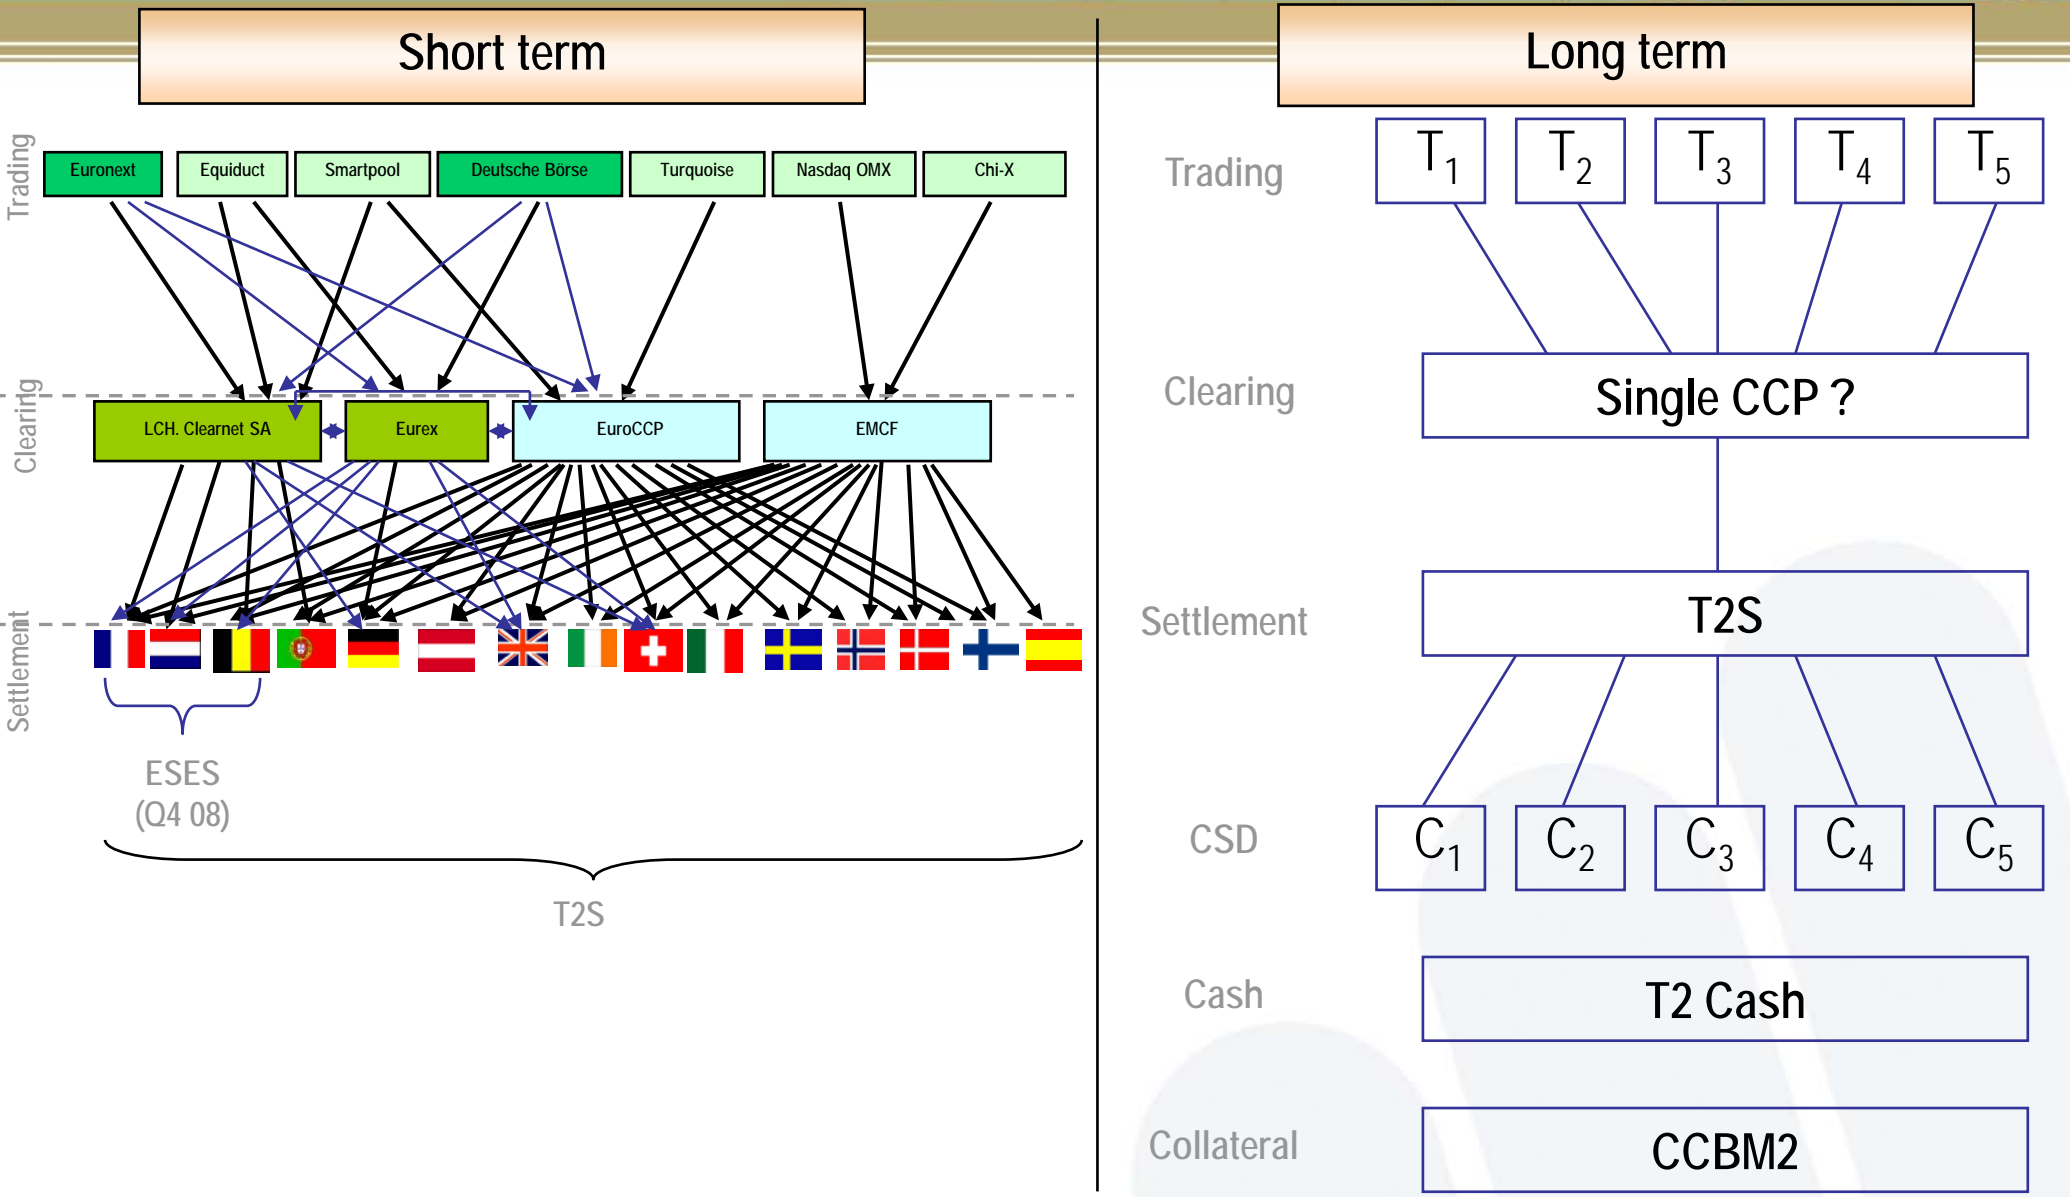 Short term
Trading
Euronext
Equiduct
Smartpool
Deutsche Börse
Turquoise
Nasdaq OMX
Chi-X
Clearing
LCH. Clearnet SA
Eurex
EuroCCP
EMCF
Settlement
ESES
(Q4 08)
T2S
Long term
Trading
T1
T2
T3
T4
T5
Clearing
Single CCP ?
Settlement
T2S
CSD
C1
C2
C3
C4
C5
Cash
T2 Cash
Collateral
CCBM2